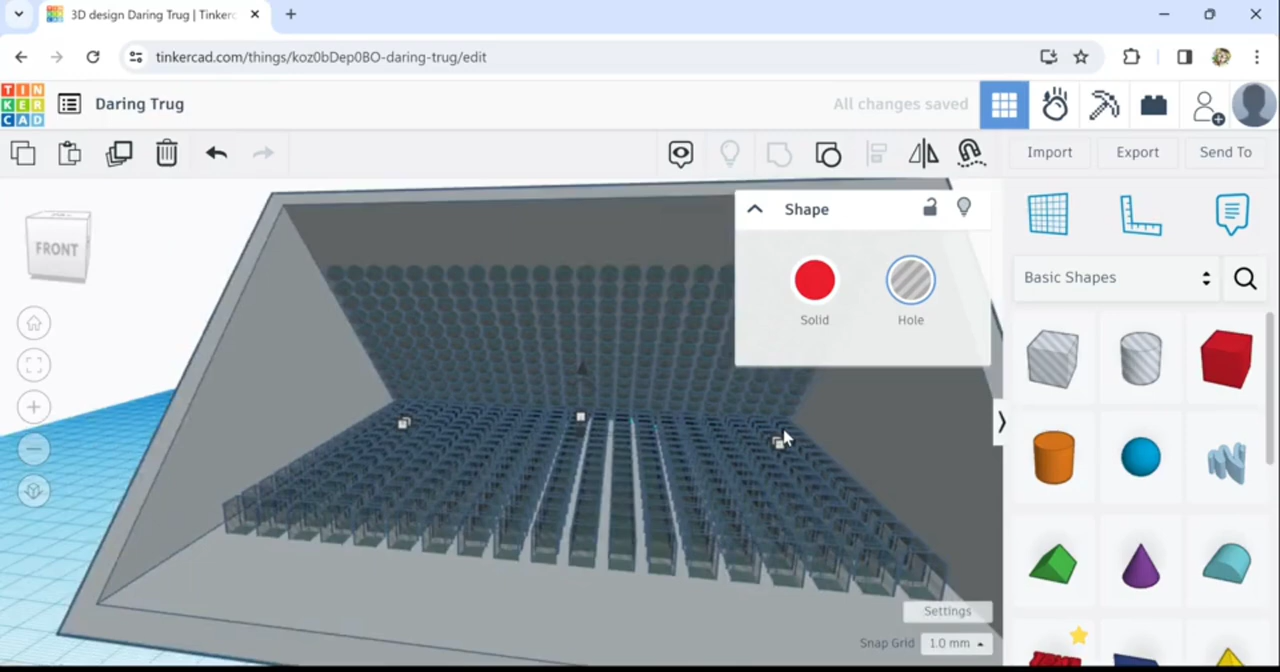 3D design Daring Trug | Tinkerc
tinkercad.com/things/koz0bDep0BO-daring-trug/edit
TIN
KER
CAD
Daring Trug
All changes saved
Import
Export
Send To
FRONT
Shape
Solid
Hole
Basic Shapes
Settings
Snap Grid
1.0 mm